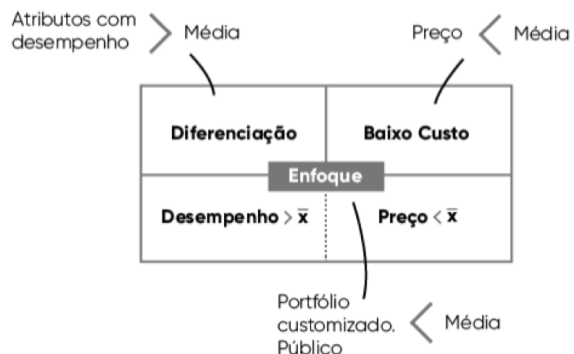 Atributos com
desempenho > Média
Preço < Média
Diferenciação
Baixo Custo
Enfoque
Desempenho > x̅
Preço < x̅
Portfólio
customizado. < Média
Público